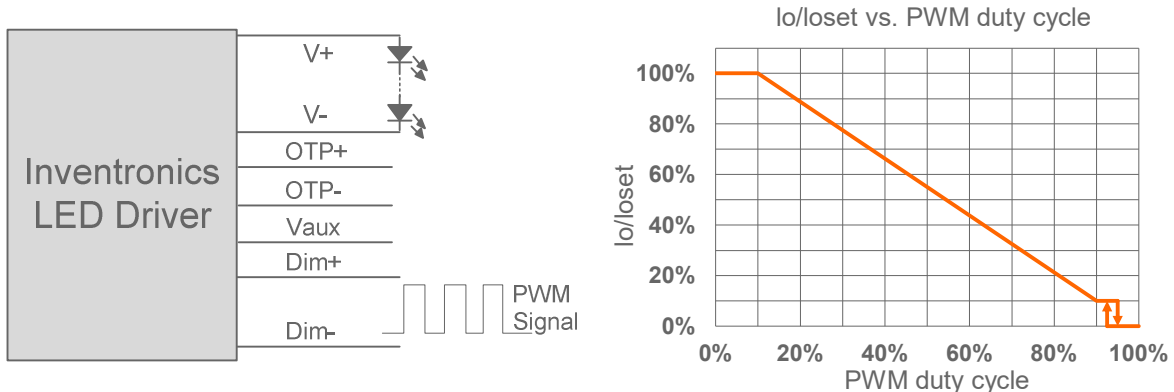 Inventronics
LED Driver
V+
V-
OTP+
OTP-
Vaux
Dim+
Dim-
PWM
Signal
Io/Ioset vs. PWM duty cycle
Io/Ioset
100%
80%
60%
40%
20%
0%
0%
20%
40%
60%
80%
100%
PWM duty cycle